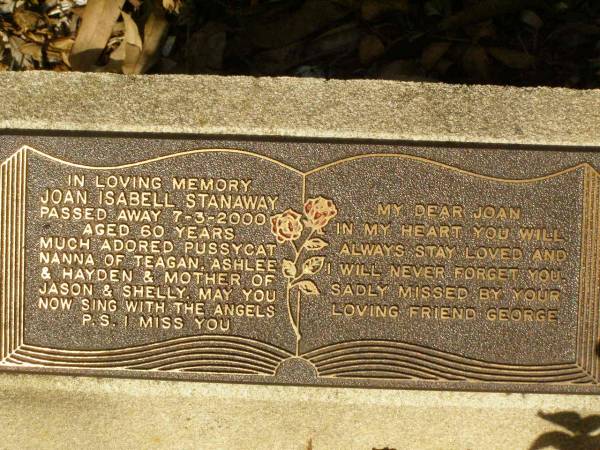 IN LOVING MEMORY
JOAN ISABELL STANAWAY
PASSED AWAY 7-3-2000
AGED 60 YEARS
MUCH ADORED PUSSYCAT
NANNA OF TEAGAN, ASHLEE
& HAYDEN & MOTHER OF
JASON & SHELLY, MAY YOU
NOW SING WITH THE ANGELS
P.S. I MISS YOU
MY DEAR JOAN
IN MY HEART YOU WILL
ALWAYS STAY LOVED AND
I WILL NEVER FORGET YOU.
SADLY MISSED BY YOUR
LOVING FRIEND GEORGE